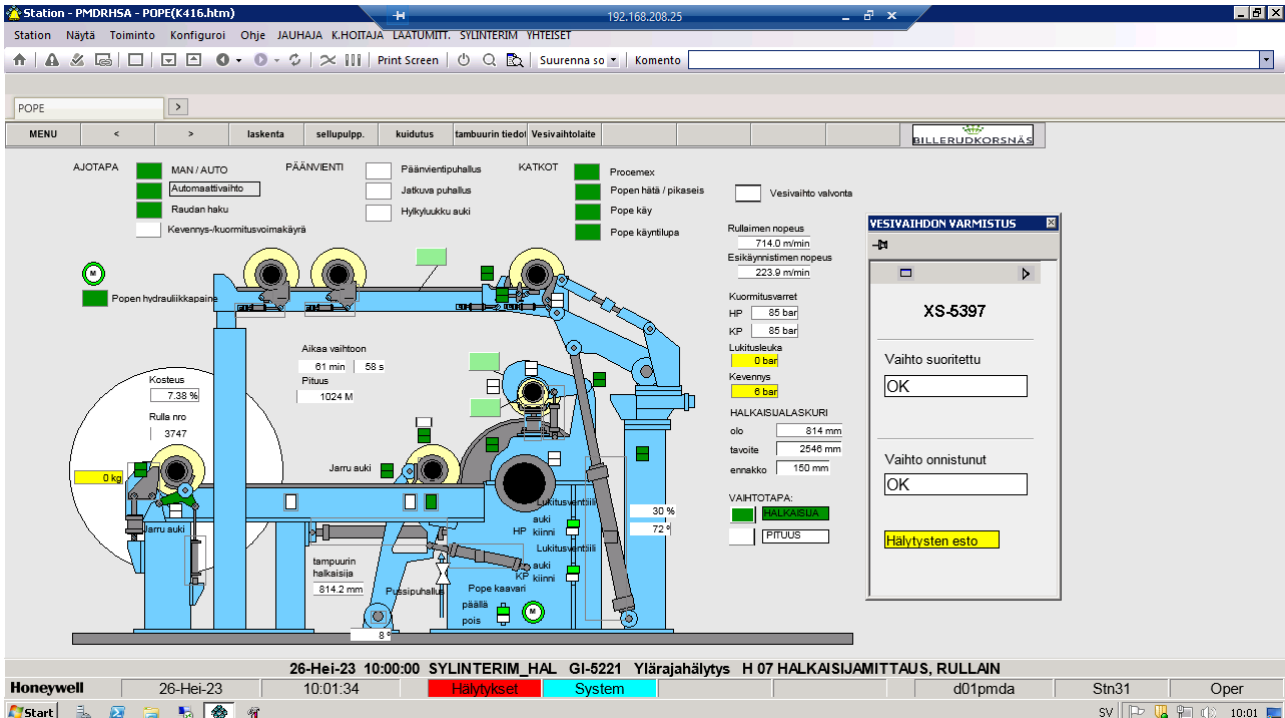 Station - PMDRHSA - POPE(K416.htm)
192.168.208.25
Station Näytä Toiminto Konfiguroi Ohje JAUHAJA K.HOITAJA LAATUMITT. SYLINTERIM YHTEISET
Print Screen Suurenna so Komento
POPE
MENU < > laskenta sellupulpp. kuidutus tambuurin tiedot Vesivaihtolaite
BILLERUDKORSNÄS
AJOTAPA
MAN / AUTO
Automaattivaihto
Raudan haku
Kevennys-/kuormitusvoimakäyrä
PÄÄNVIENTI
Päänvientipuhallus
Jatkuva puhallus
Hylkyluukku auki
KATKOT
Procemex
Popen hätä / pikaseis
Pope käy
Pope käyntilupa
Vesivaihto valvonta
M
Popen hydrauliikkapaine
Aikaa vaihtoon
61 min 58 s
Pituus
1024 M
Kosteus
7.38 %
Rulla nro
3747
0 kg
Jarru auki
Jarru auki
tampuurin
halkaisija
814.2 mm
Pussipuhallus
8 º
Lukitusventiili
auki
HP kiinni
Lukitusventiili
auki
KP kiinni
Pope kaavari
päällä
pois
M
30 %
72 º
Rullaimen nopeus
714.0 m/min
Esikäynnistimen nopeus
223.9 m/min
Kuormitusvarret
HP 85 bar
KP 85 bar
Lukitusleuka
0 bar
Kevennys
6 bar
HALKAISIJALASKURI
olo 814 mm
tavoite 2546 mm
ennakko 150 mm
VAIHTOTAPA:
HALKAISIJA
PITUUS
VESIVAIHDON VARMISTUS
XS-5397
Vaihto suoritettu
OK
Vaihto onnistunut
OK
Hälytysten esto
26-Hei-23 10:00:00 SYLINTERIM_HAL GI-5221 Ylärajahälytys H 07 HALKAISIJAMITTAUS, RULLAIN
Honeywell 26-Hei-23 10:01:34 Hälytykset System d01pmda Stn31 Oper
Start SV 10:01